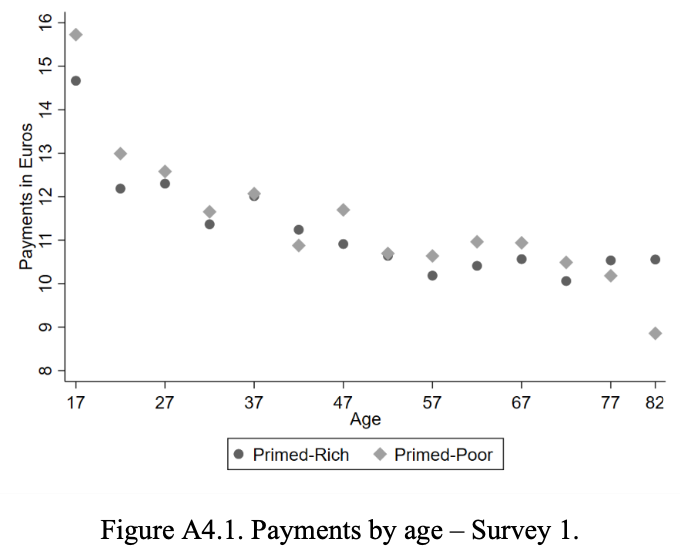 16
15
14
13
12
11
10
9
8
Payments in Euros
17 27 37 47 57 67 77 82
Age
Primed-Rich Primed-Poor
Figure A4.1. Payments by age – Survey 1.